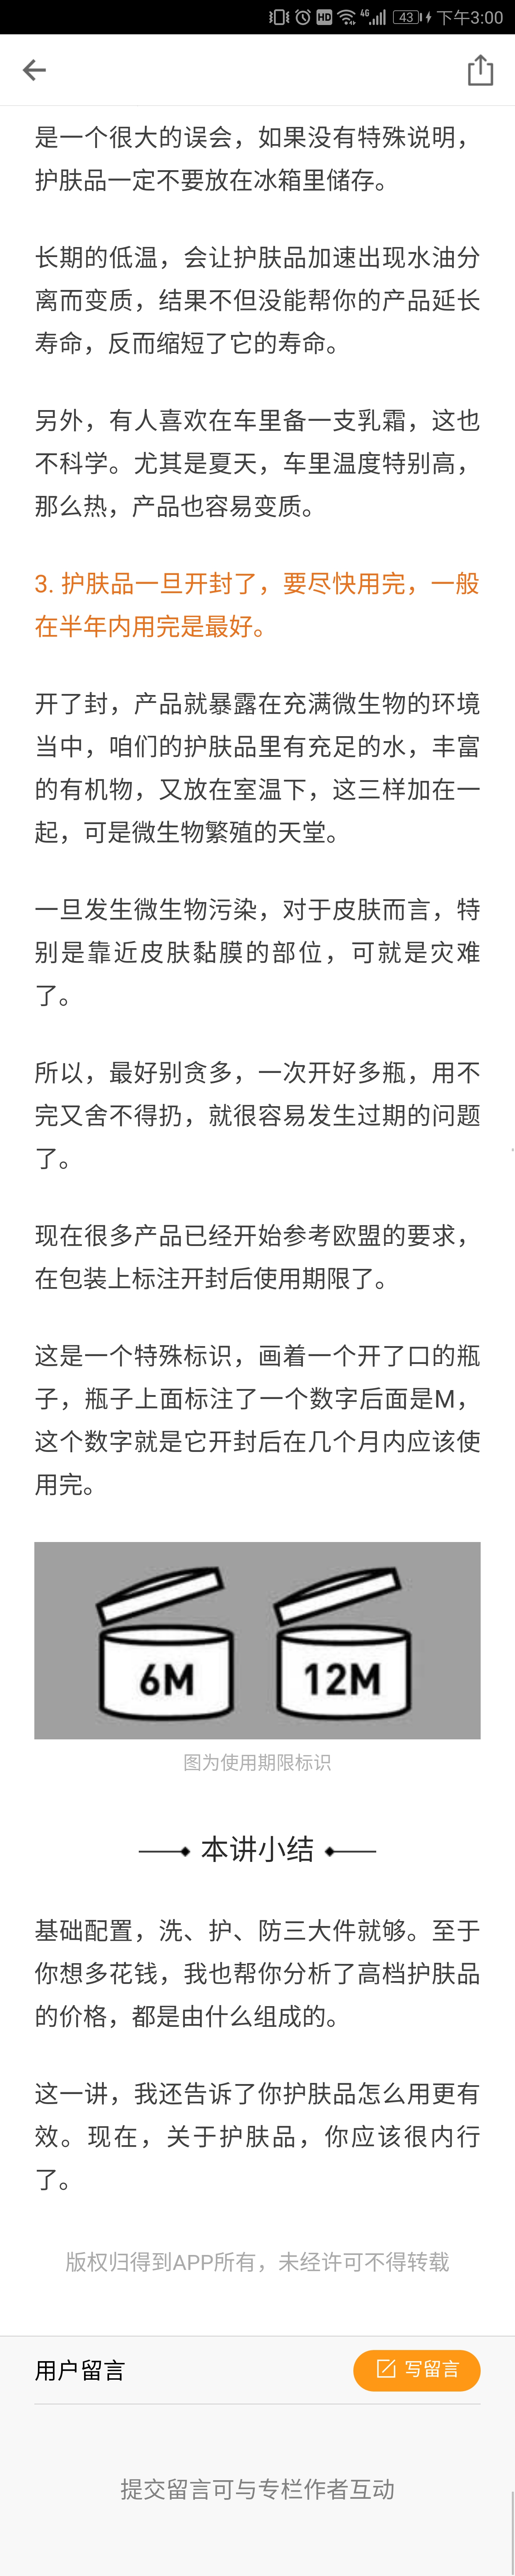 HD 4G 43 下午3:00
是一个很大的误会，如果没有特殊说明，
护肤品一定不要放在冰箱里储存。
长期的低温，会让护肤品加速出现水油分
离而变质，结果不但没能帮你的产品延长
寿命，反而缩短了它的寿命。
另外，有人喜欢在车里备一支乳霜，这也
不科学。尤其是夏天，车里温度特别高，
那么热，产品也容易变质。
3. 护肤品一旦开封了，要尽快用完，一般
在半年内用完是最好。
开了封，产品就暴露在充满微生物的环境
当中，咱们的护肤品里有充足的水，丰富
的有机物，又放在室温下，这三样加在一
起，可是微生物繁殖的天堂。
一旦发生微生物污染，对于皮肤而言，特
别是靠近皮肤黏膜的部位，可就是灾难
了。
所以，最好别贪多，一次开好多瓶，用不
完又舍不得扔，就很容易发生过期的问题
了。
现在很多产品已经开始参考欧盟的要求，
在包装上标注开封后使用期限了。
这是一个特殊标识，画着一个开了口的瓶
子，瓶子上面标注了一个数字后面是M，
这个数字就是它开封后在几个月内应该使
用完。
6M 12M
图为使用期限标识
本讲小结
基础配置，洗、护、防三大件就够。至于
你想多花钱，我也帮你分析了高档护肤品
的价格，都是由什么组成的。
这一讲，我还告诉了你护肤品怎么用更有
效。现在，关于护肤品，你应该很内行
了。
版权归得到APP所有，未经许可不得转载
用户留言 写留言
提交留言可与专栏作者互动